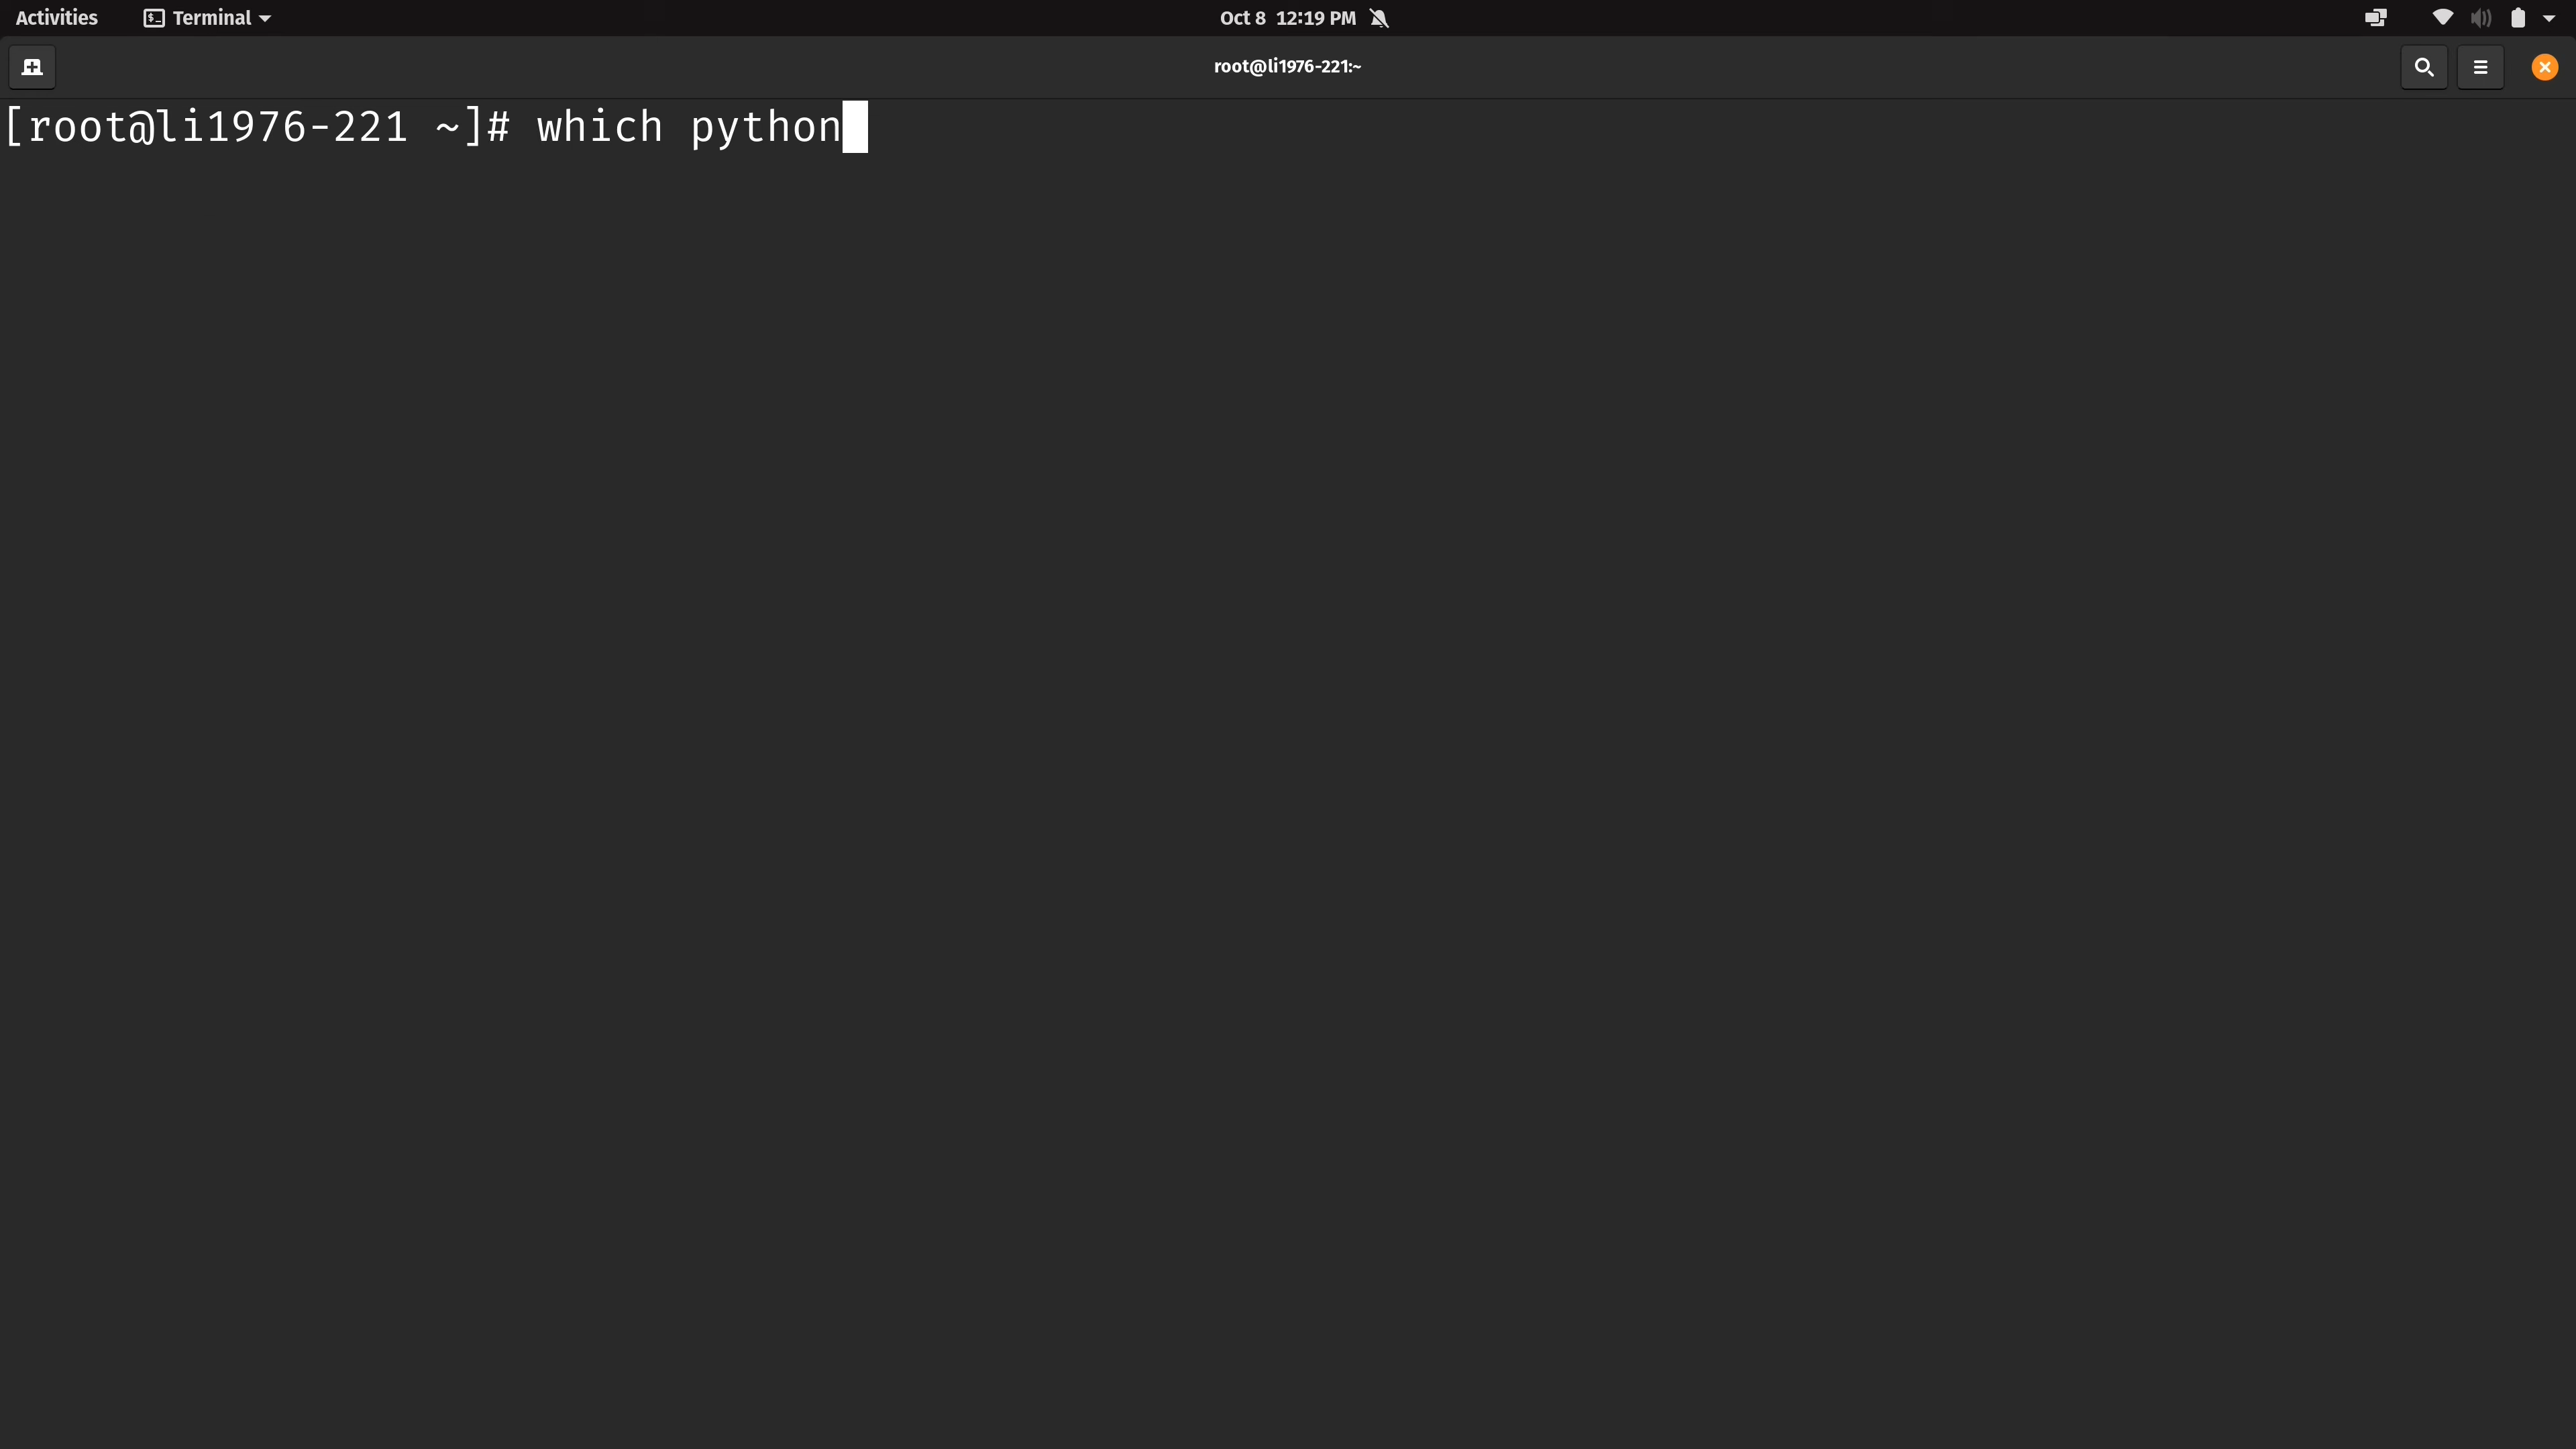 Activities Terminal Oct 8 12:19 PM
root@li1976-221:~
[root@li1976-221 ~]# which python